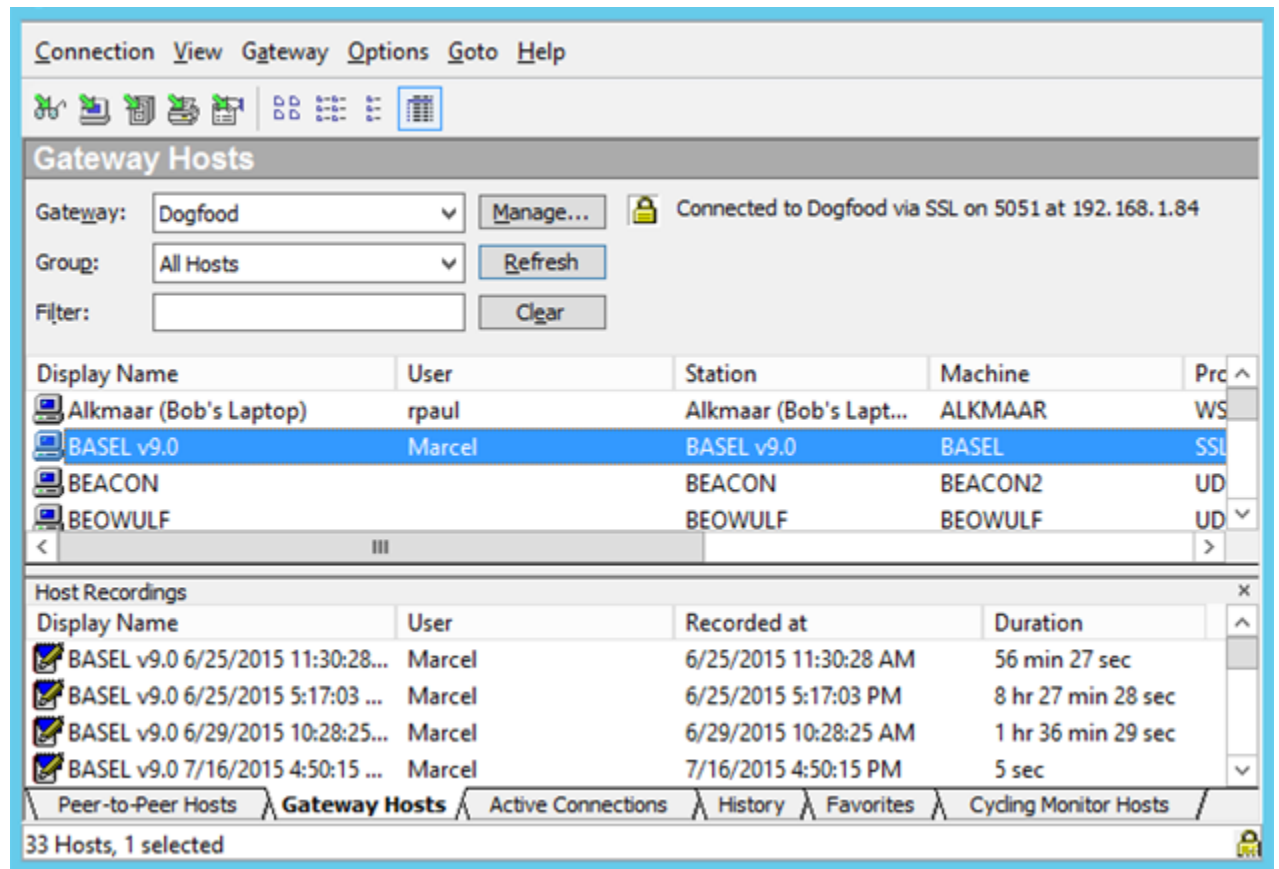 Connection View Gateway Options Goto Help
Gateway Hosts
Gateway: Dogfood Manage... Connected to Dogfood via SSL on 5051 at 192.168.1.84
Group: All Hosts Refresh
Filter: Clear
Display Name User Station Machine Prc
Alkmaar (Bob's Laptop) rpaul Alkmaar (Bob's Lapt... ALKMAAR WS
BASEL v9.0 Marcel BASEL v9.0 BASEL SSL
BEACON BEACON BEACON2 UD
BEOWULF BEOWULF BEOWULF UD
Host Recordings
Display Name User Recorded at Duration
BASEL v9.0 6/25/2015 11:30:28... Marcel 6/25/2015 11:30:28 AM 56 min 27 sec
BASEL v9.0 6/25/2015 5:17:03 ... Marcel 6/25/2015 5:17:03 PM 8 hr 27 min 28 sec
BASEL v9.0 6/29/2015 10:28:25... Marcel 6/29/2015 10:28:25 AM 1 hr 36 min 29 sec
BASEL v9.0 7/16/2015 4:50:15 ... Marcel 7/16/2015 4:50:15 PM 5 sec
Peer-to-Peer Hosts Gateway Hosts Active Connections History Favorites Cycling Monitor Hosts
33 Hosts, 1 selected